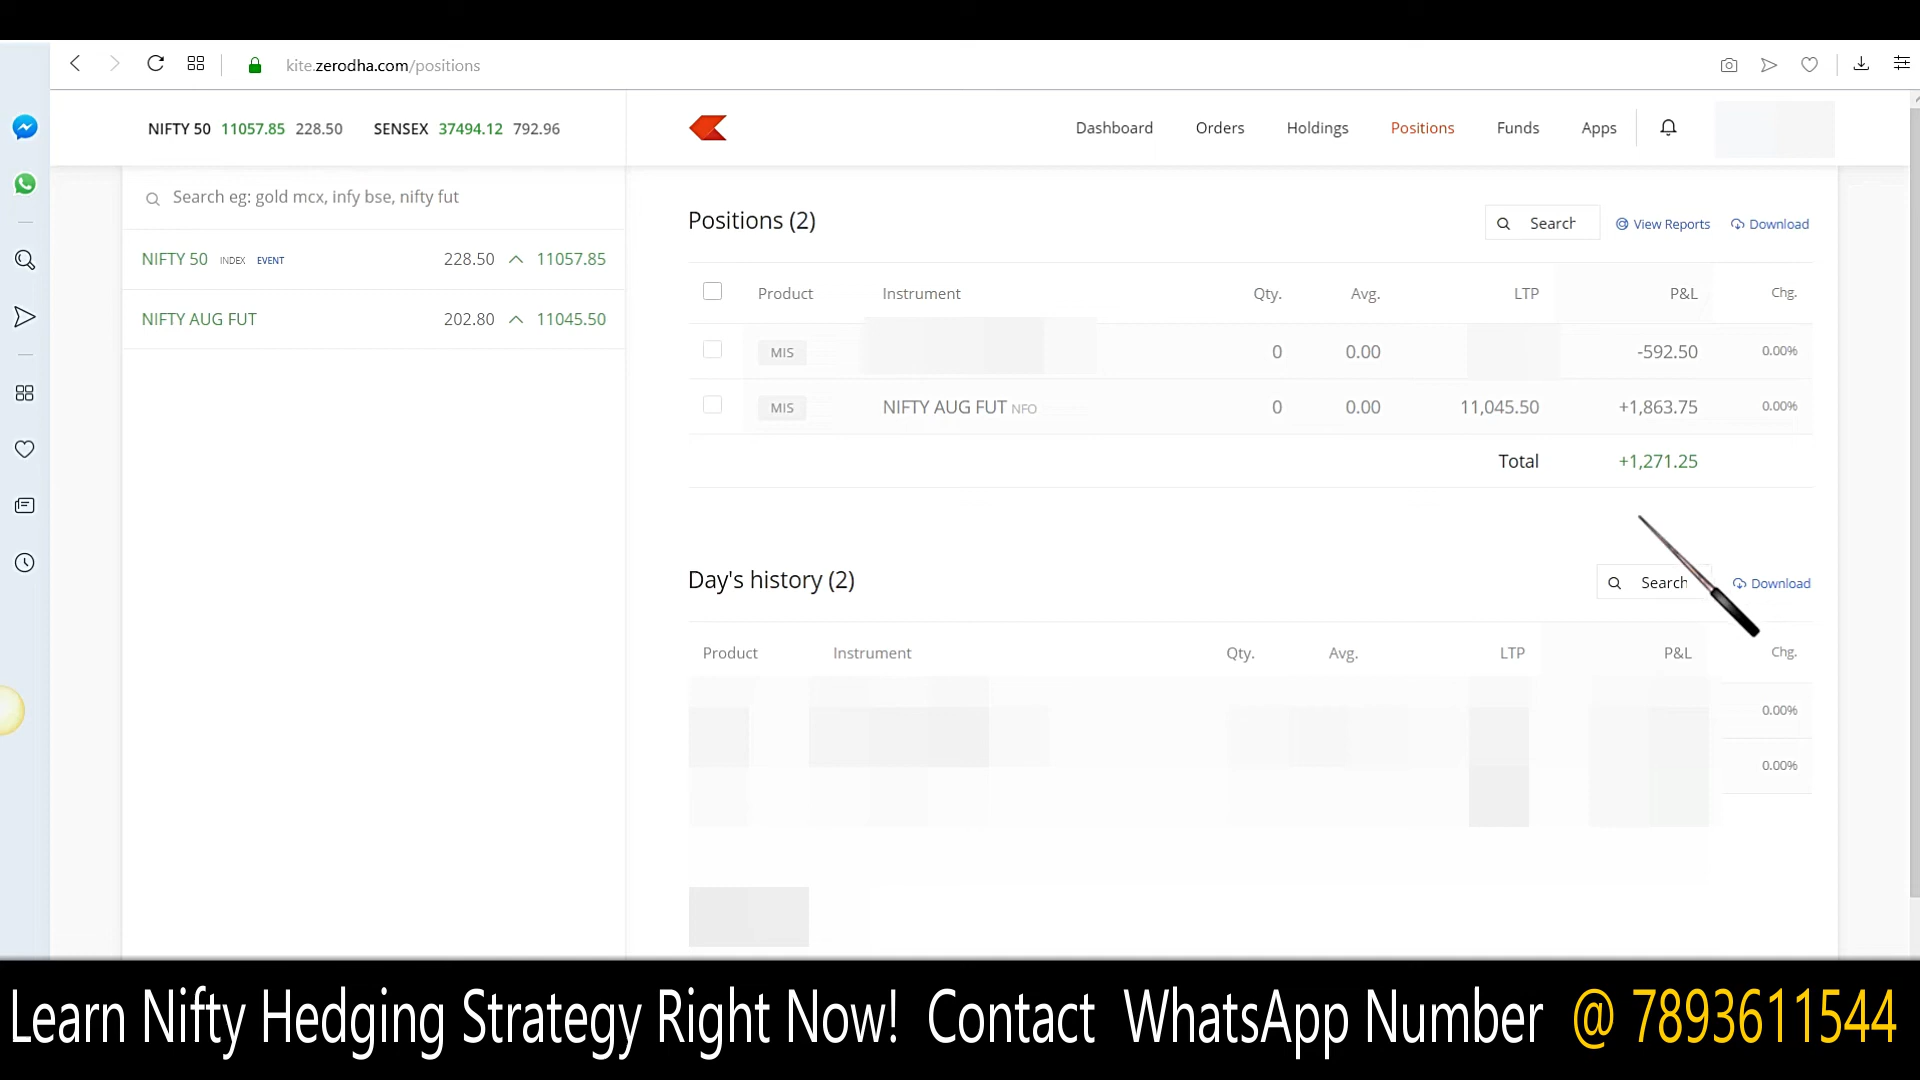 kite.zerodha.com/positions
NIFTY 50 11057.85 228.50 SENSEX 37494.12 792.96
Dashboard Orders Holdings Positions Funds Apps
Search eg: gold mcx, infy bse, nifty fut
NIFTY 50 INDEX EVENT 228.50 11057.85
NIFTY AUG FUT 202.80 11045.50
Positions (2) Search View Reports Download
Product Instrument Qty. Avg. LTP P&L Chg.
MIS 0 0.00 -592.50 0.00%
MIS NIFTY AUG FUT NFO 0 0.00 11,045.50 +1,863.75 0.00%
Total +1,271.25
Day's history (2) Search Download
Product Instrument Qty. Avg. LTP P&L Chg.
0.00%
0.00%
Learn Nifty Hedging Strategy Right Now! Contact WhatsApp Number @ 7893611544